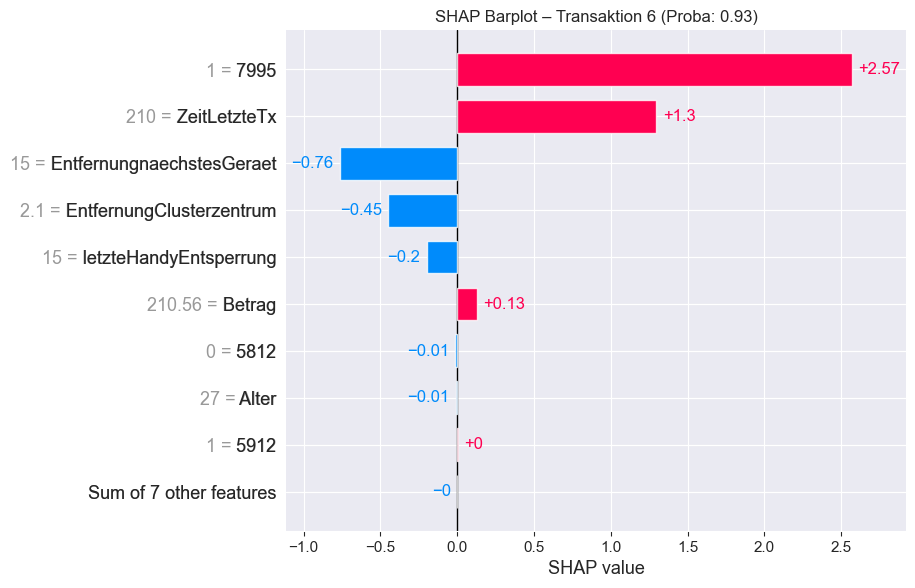 SHAP Barplot – Transaktion 6 (Proba: 0.93)
1 = 7995
+2.57
210 = ZeitLetzteTx
+1.3
15 = EntfernungnaechstesGeraet
−0.76
2.1 = EntfernungClusterzentrum
−0.45
15 = letzteHandyEntsperrung
−0.2
210.56 = Betrag
+0.13
0 = 5812
−0.01
27 = Alter
−0.01
1 = 5912
+0
Sum of 7 other features
−0
−1.0 −0.5 0.0 0.5 1.0 1.5 2.0 2.5
SHAP value